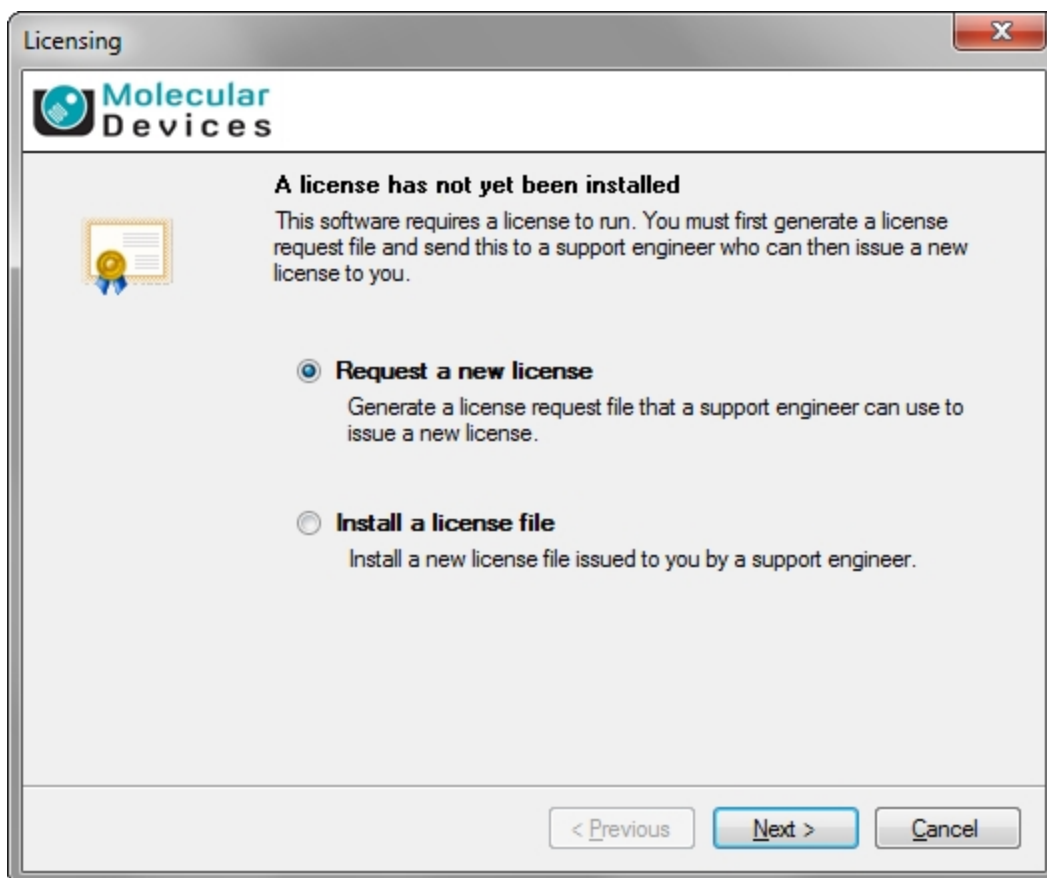 Licensing
Molecular
Devices
A license has not yet been installed
This software requires a license to run. You must first generate a license
request file and send this to a support engineer who can then issue a new
license to you.
Request a new license
Generate a license request file that a support engineer can use to
issue a new license.
Install a license file
Install a new license file issued to you by a support engineer.
< Previous
Next >
Cancel